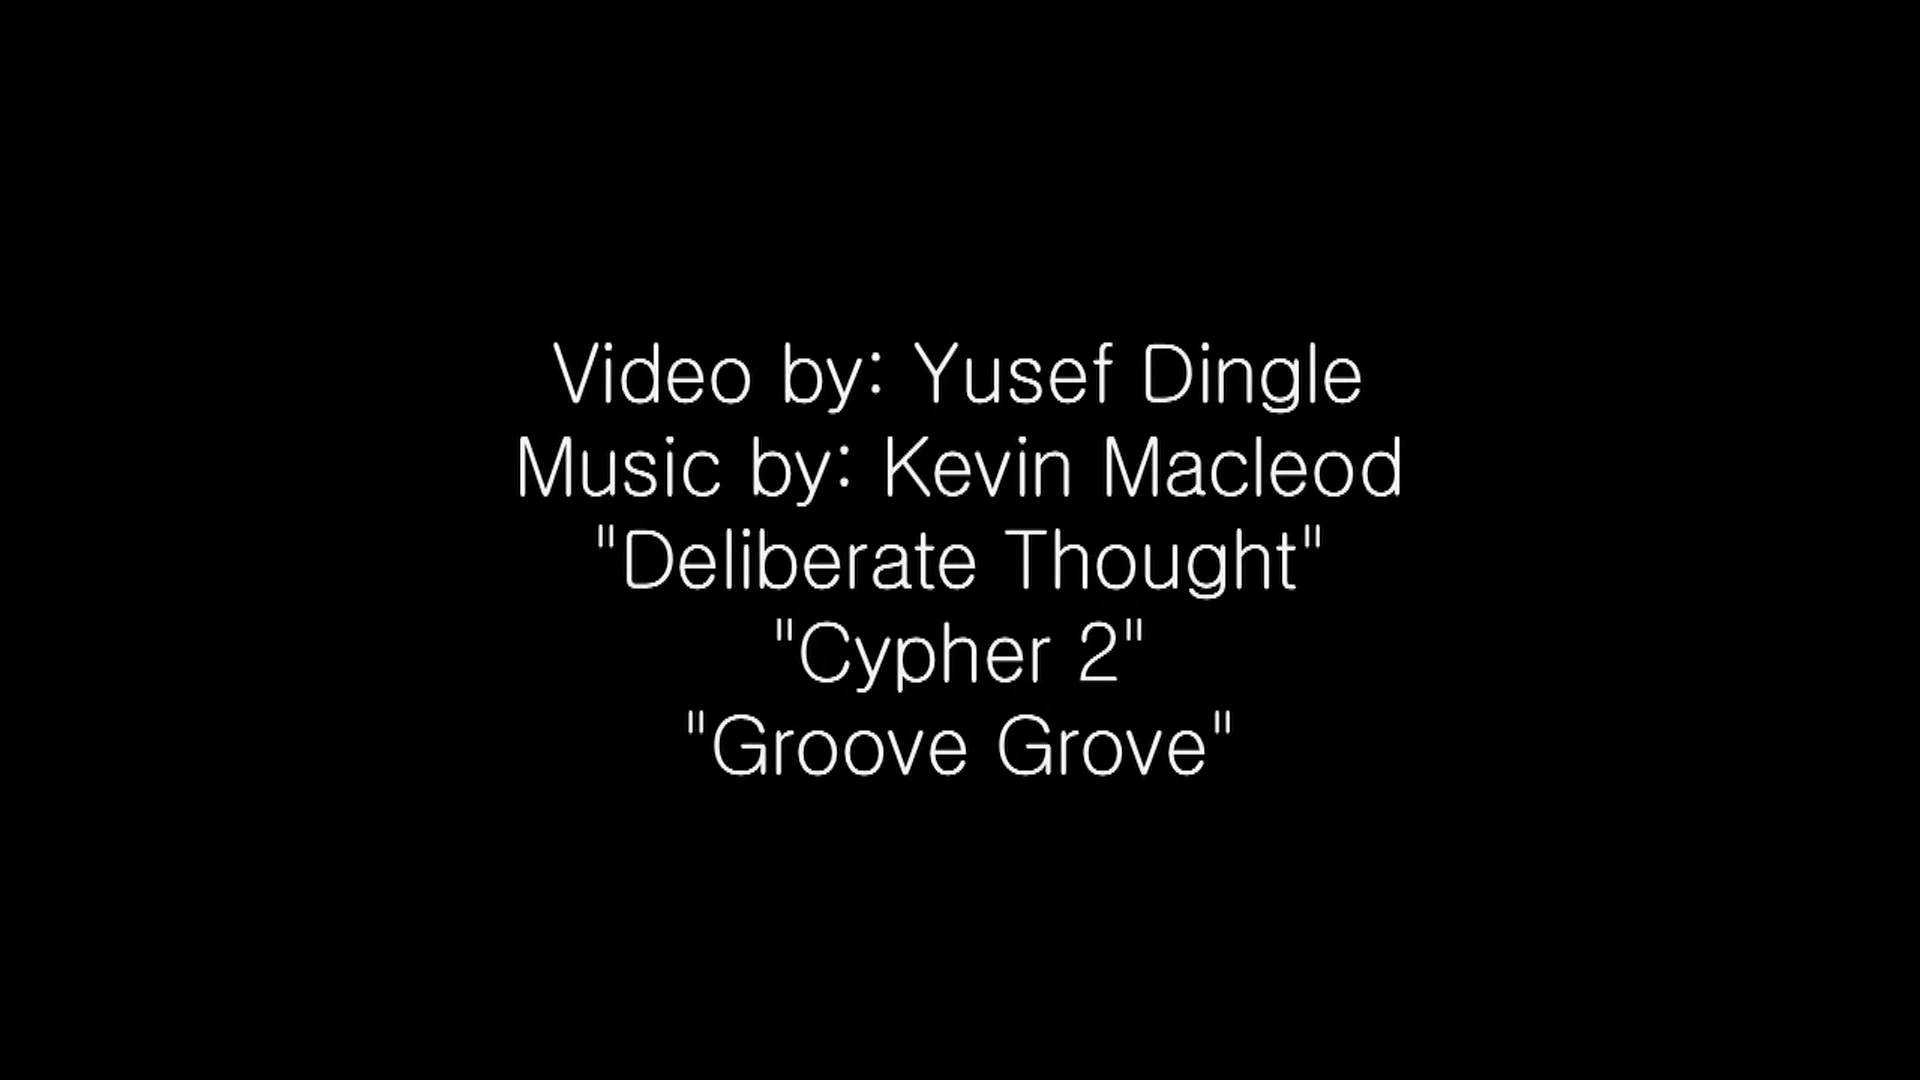 Video by: Yusef Dingle
Music by: Kevin Macleod
"Deliberate Thought"
"Cypher 2"
"Groove Grove"